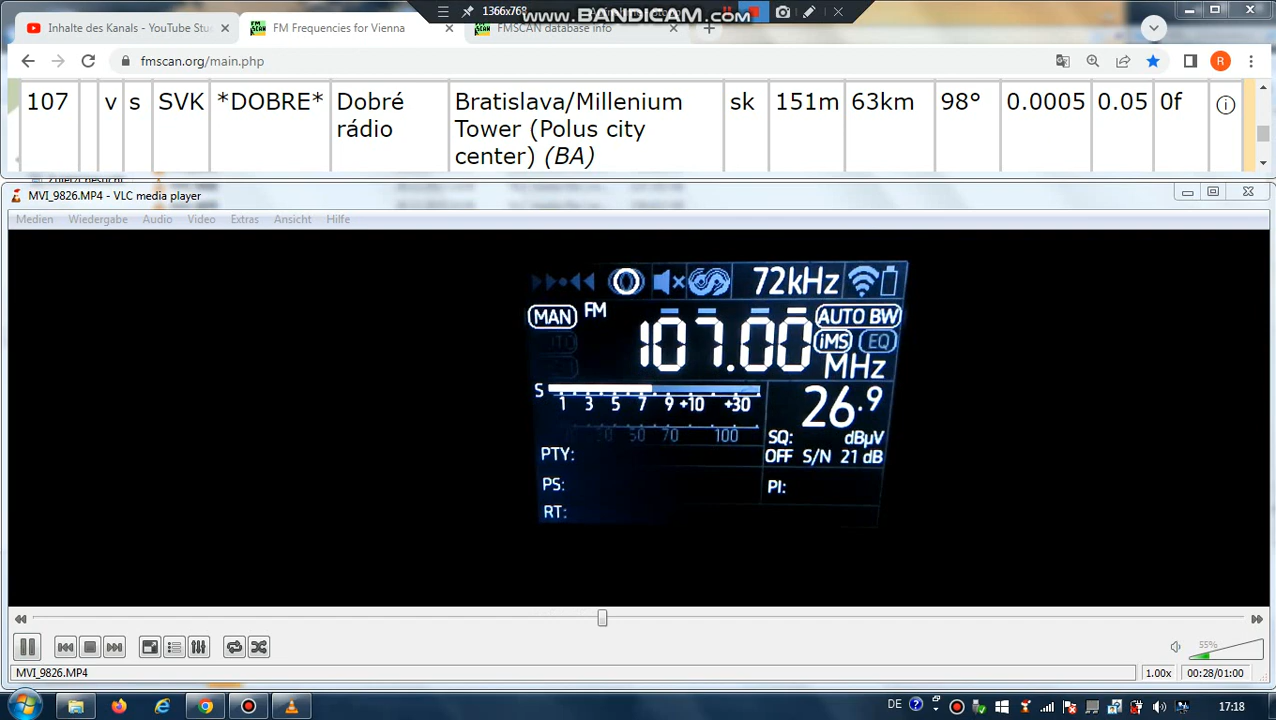 1366x768
www.BANDICAM.com
Inhalte des Kanals - YouTube Stu
FM Frequencies for Vienna
FMSCAN database info
fmscan.org/main.php
107 v s SVK *DOBRE* Dobré rádio Bratislava/Millenium Tower (Polus city center) (BA) sk 151m 63km 98° 0.0005 0.05 0f
MVI_9826.MP4 - VLC media player
Medien Wiedergabe Audio Video Extras Ansicht Hilfe
72kHz
MAN FM 107.00 AUTO BW
iMS EQ
MHz
S 1 3 5 7 9 +10 +30
26.9
30 50 70 100
SQ: dBµV
OFF S/N 21 dB
PTY:
PS:
PI:
RT:
55%
MVI_9826.MP4 1.00x 00:28/01:00
DE 17:18